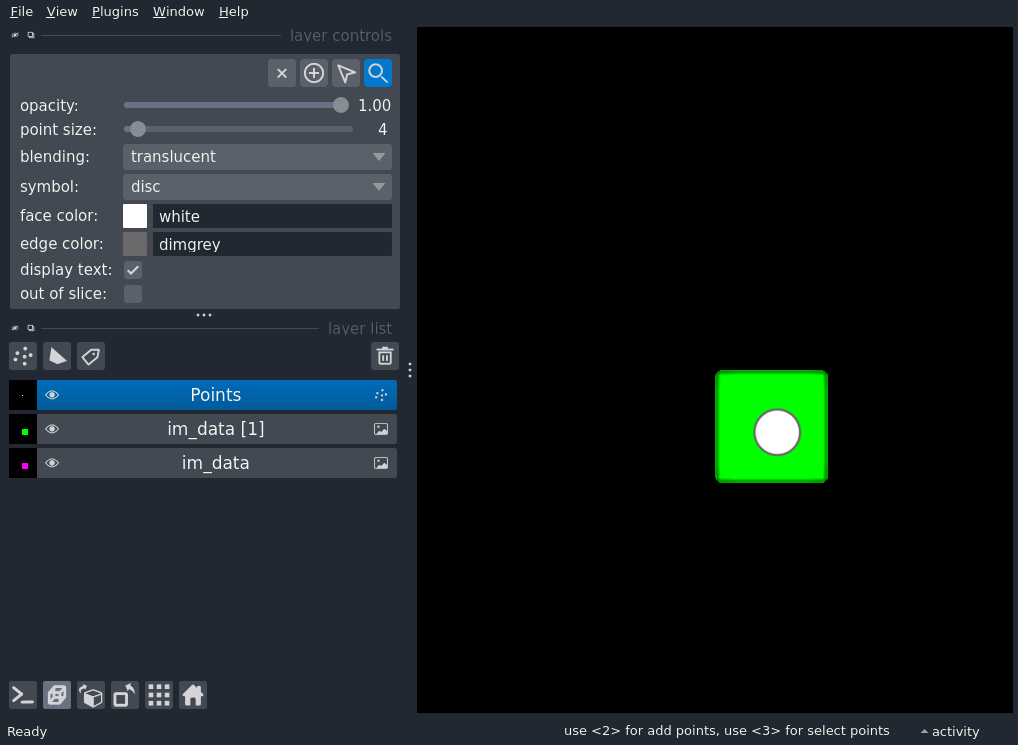 File View Plugins Window Help
layer controls
opacity: 1.00
point size: 4
blending: translucent
symbol: disc
face color: white
edge color: dimgrey
display text:
out of slice:
layer list
Points
im_data [1]
im_data
Ready use <2> for add points, use <3> for select points activity